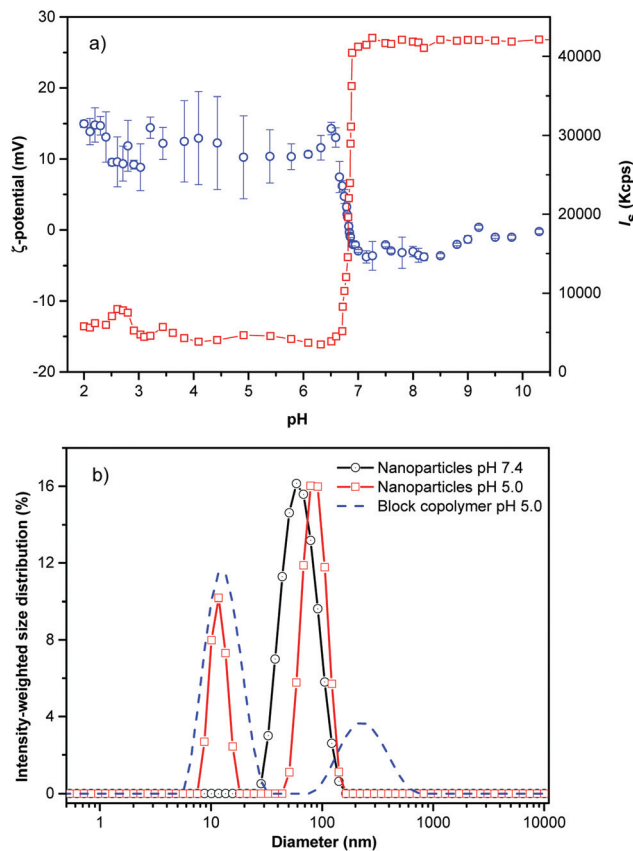 a)
30
20
10
0
-10
-20
ζ-potential (mV)
40000
30000
20000
10000
0
I_S (Kcps)
2 3 4 5 6 7 8 9 10
pH
b)
Nanoparticles pH 7.4
Nanoparticles pH 5.0
Block copolymer pH 5.0
16
12
8
4
0
Intensity-weighted size distribution (%)
1 10 100 1000 10000
Diameter (nm)